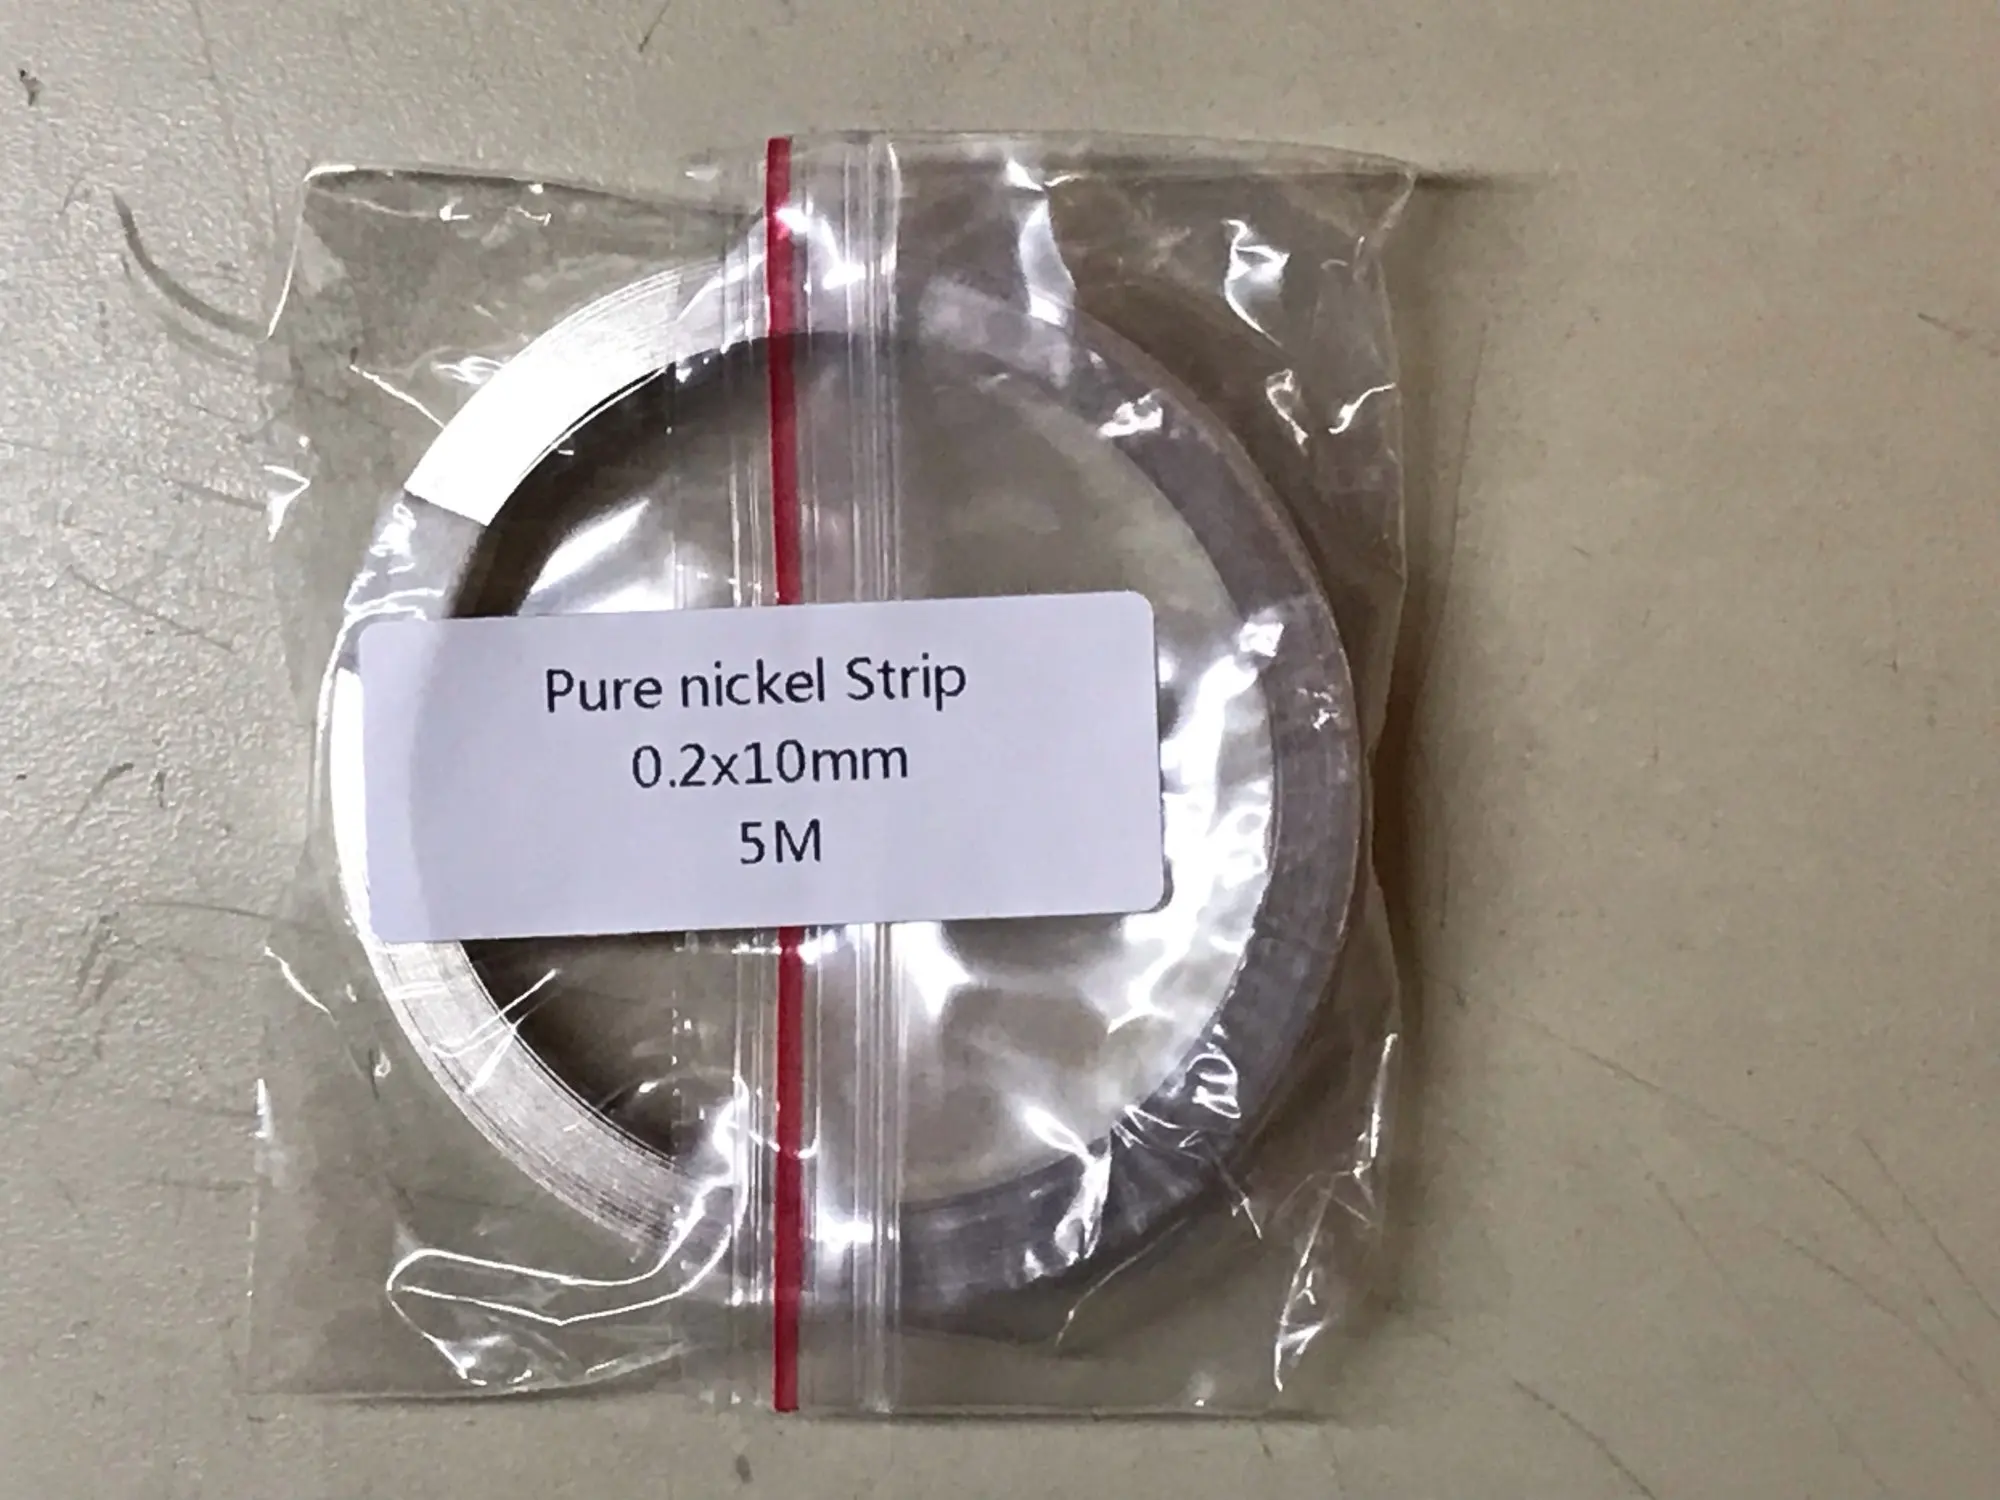 Pure nickel Strip
0.2x10mm
5M